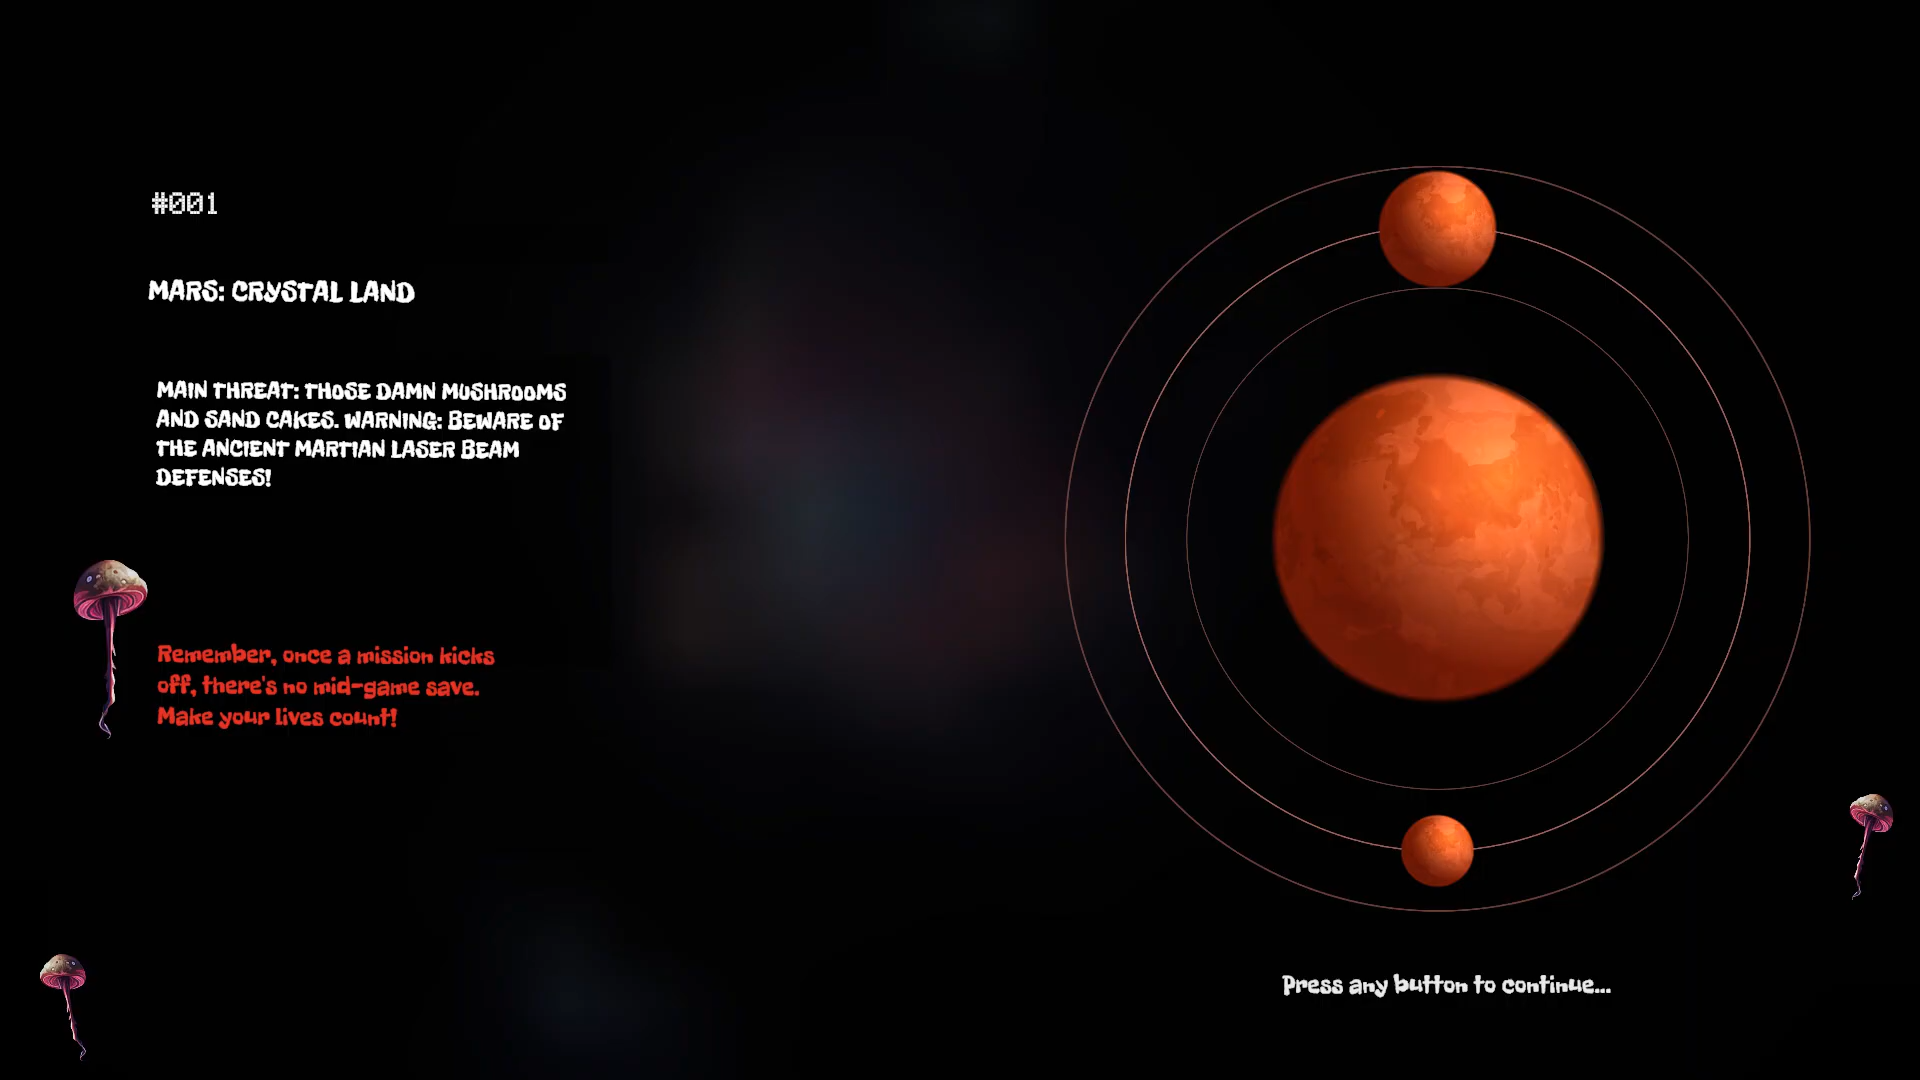 #001
MARS: CRYSTAL LAND
MAIN THREAT: THOSE DAMN MUSHROOMS
AND SAND CAKES. WARNING: BEWARE OF
THE ANCIENT MARTIAN LASER BEAM
DEFENSES!
Remember, once a mission kicks
off, there's no mid-game save.
Make your lives count!
Press any button to continue...